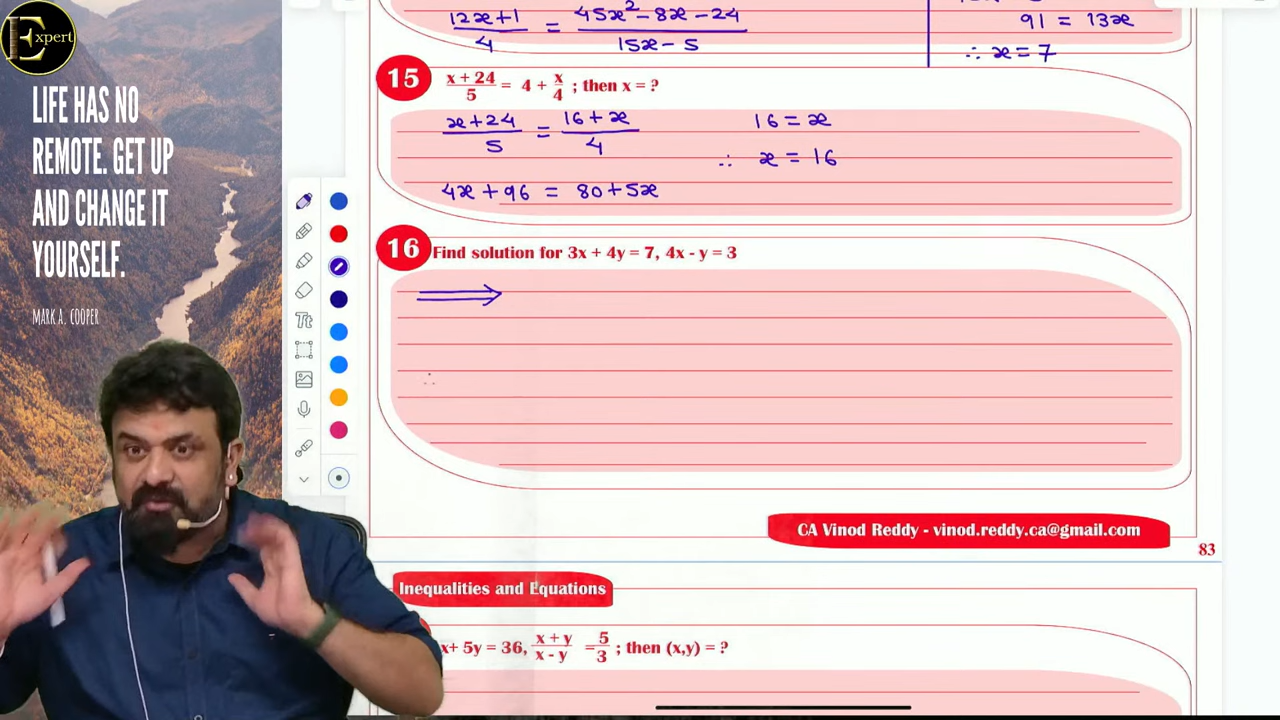 Expert
LIFE HAS NO
REMOTE. GET UP
AND CHANGE IT
YOURSELF.
MARK A. COOPER
12x+1/4 = 45x²-8x-24/15x-5
91 = 13x
∴ x = 7
15 x + 24/5 = 4 + x/4 ; then x = ?
x+24/5 = 16+x/4
16 = x
∴ x = 16
4x + 96 = 80 + 5x
16 Find solution for 3x + 4y = 7, 4x - y = 3
⟹
∴
Tt
CA Vinod Reddy - vinod.reddy.ca@gmail.com
83
Inequalities and Equations
x+ 5y = 36, x + y/x - y = 5/3 ; then (x,y) = ?